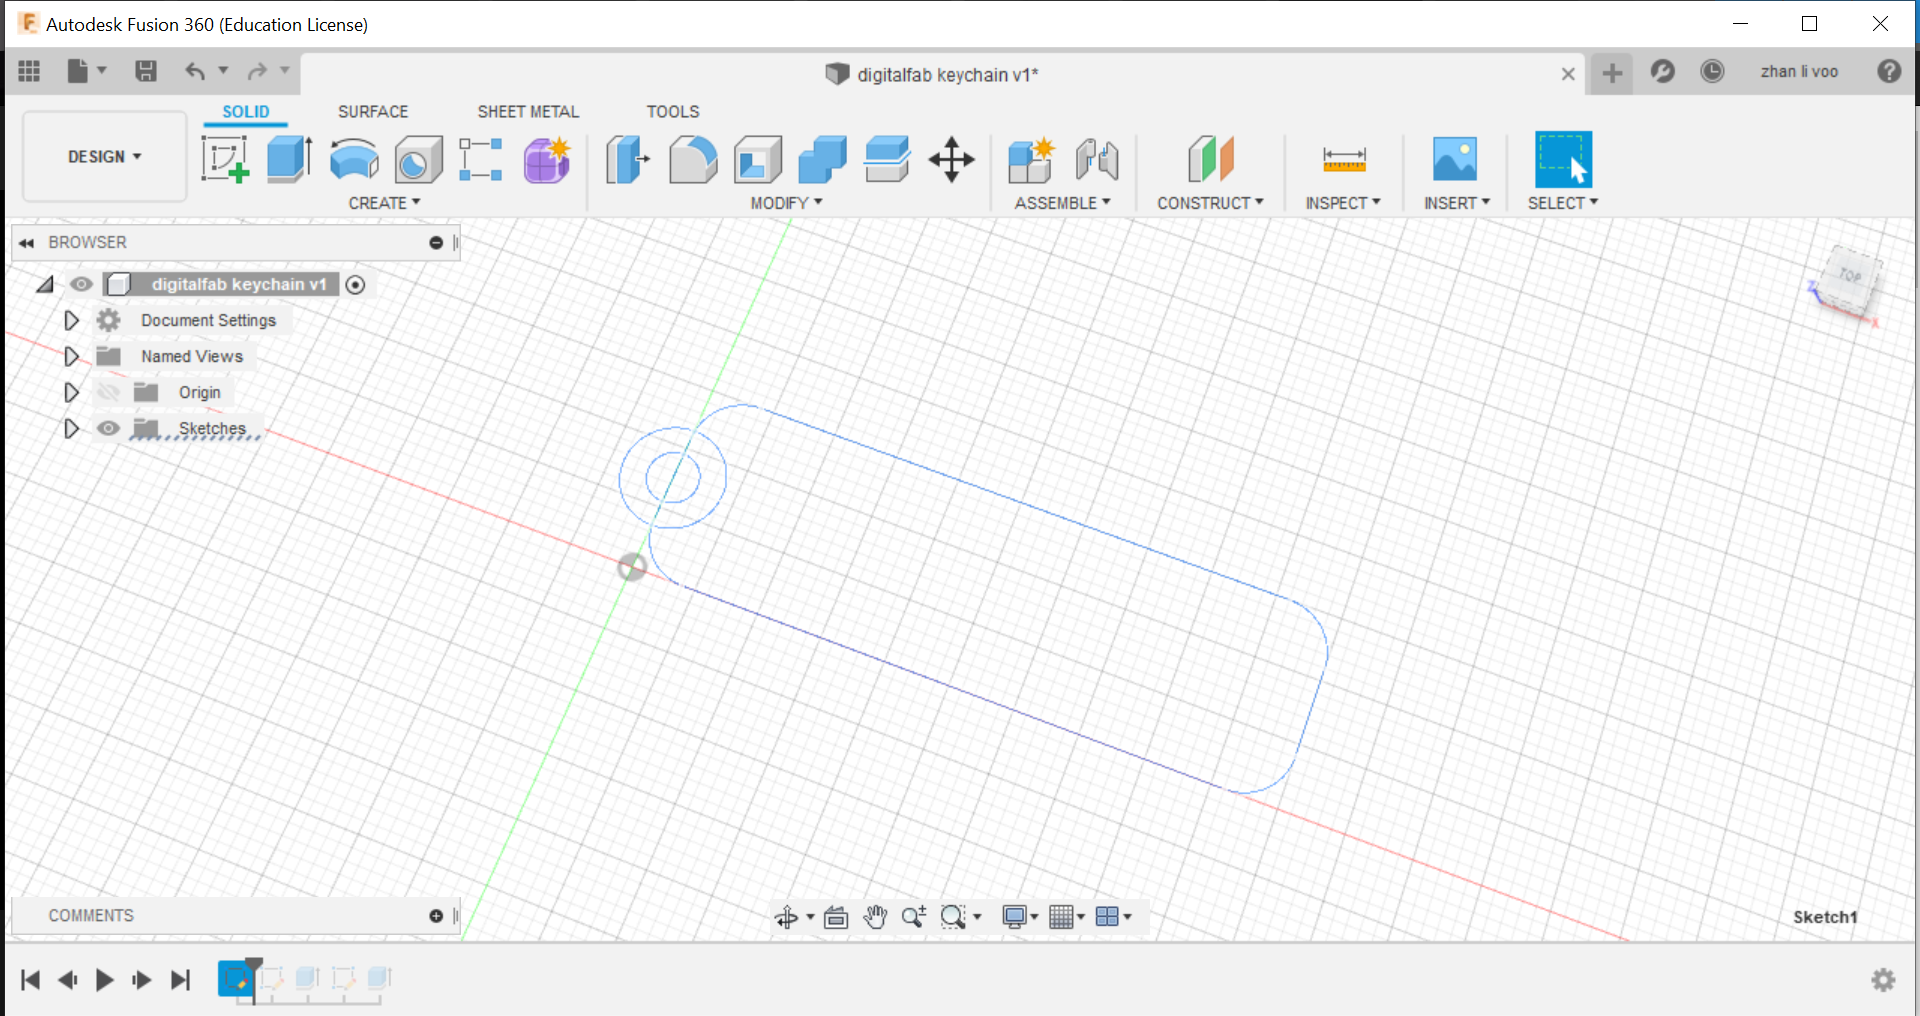 Autodesk Fusion 360 (Education License)
digitalfab keychain v1*
zhan li voo
SOLID SURFACE SHEET METAL TOOLS
DESIGN
CREATE MODIFY ASSEMBLE CONSTRUCT INSPECT INSERT SELECT
BROWSER
digitalfab keychain v1
Document Settings
Named Views
Origin
Sketches
TOP
Z
X
COMMENTS
Sketch1